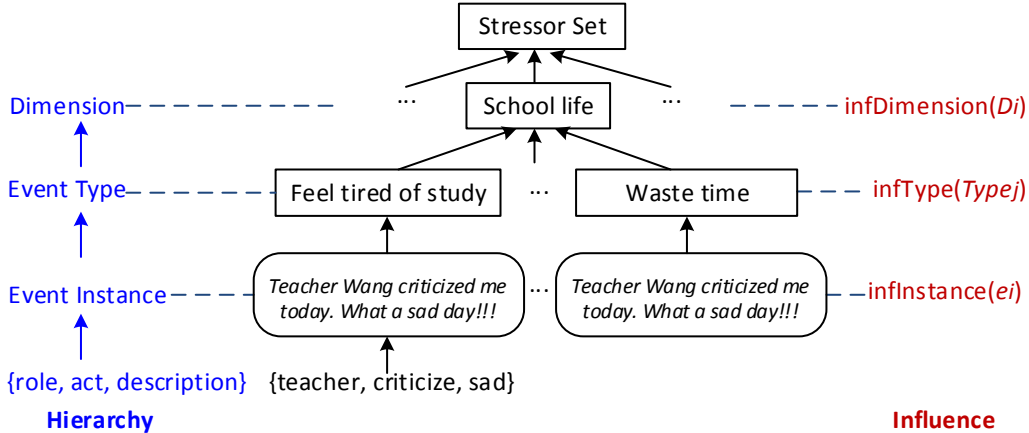 Stressor Set
... ...
Dimension School life infDimension(Di)
Event Type Feel tired of study ... Waste time infType(Typej)
Event Instance Teacher Wang criticized me today. What a sad day!!! ... Teacher Wang criticized me today. What a sad day!!! infInstance(ei)
{role, act, description} {teacher, criticize, sad}
Hierarchy Influence